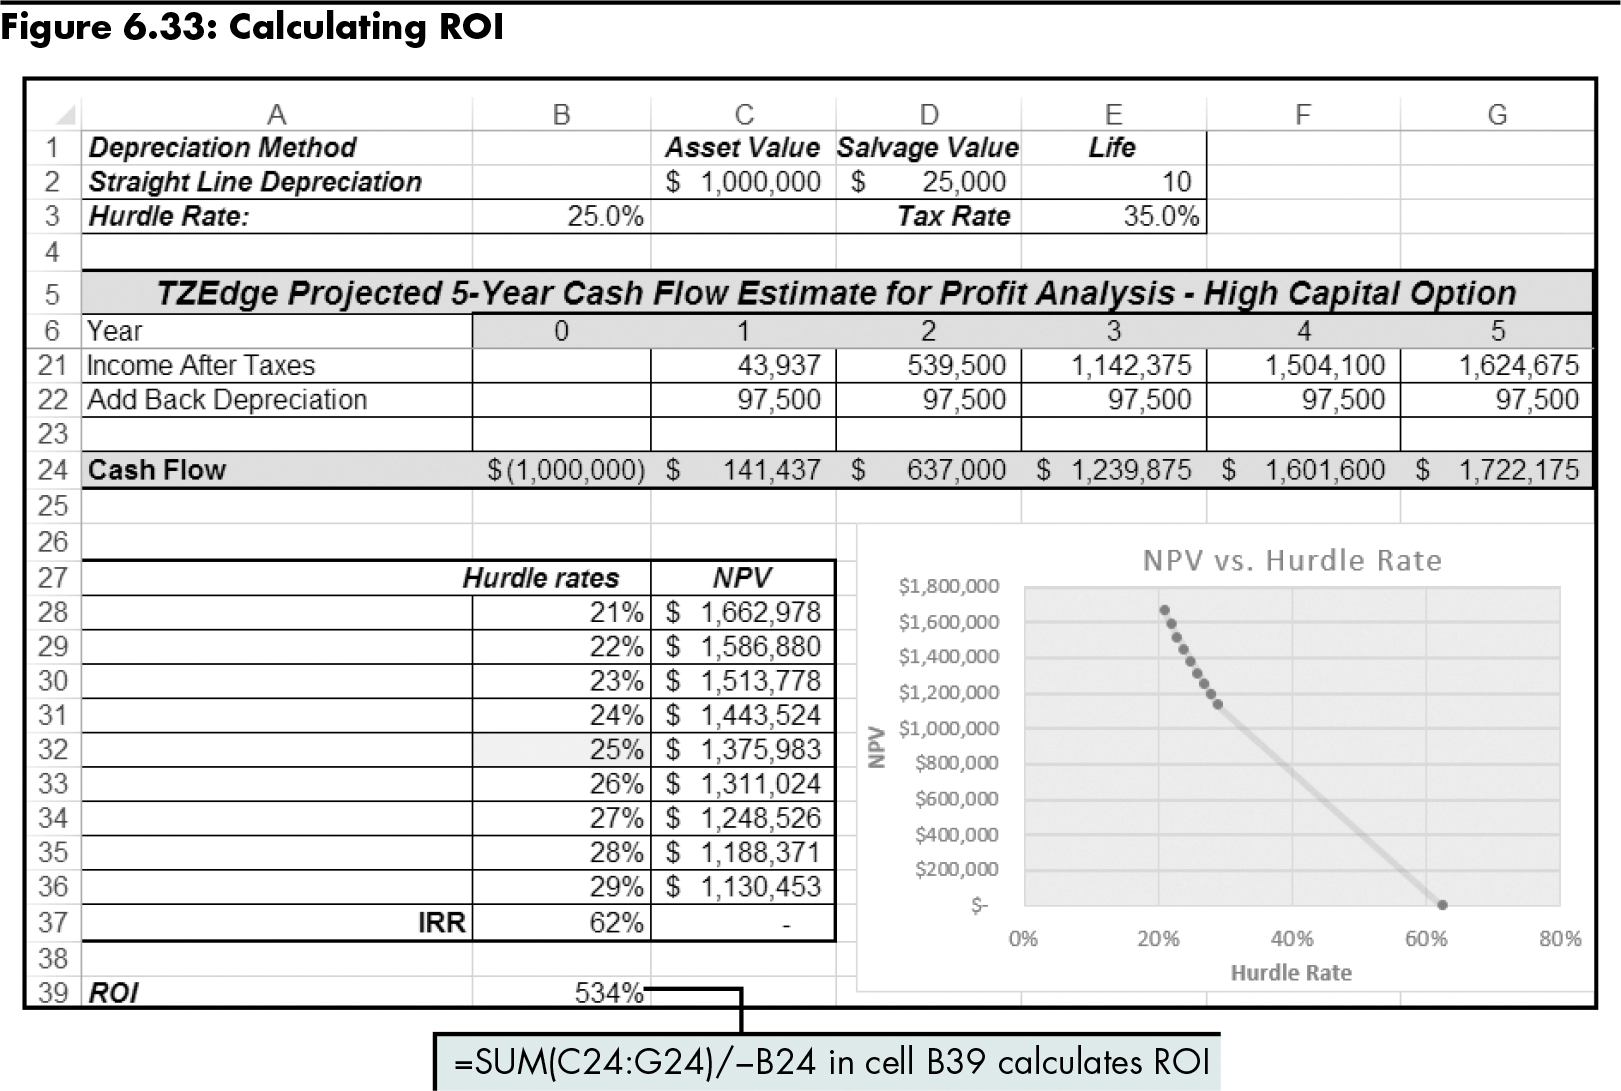 Figure 6.33: Calculating ROI
A B C D E F G
1 Depreciation Method Asset Value Salvage Value Life
2 Straight Line Depreciation $ 1,000,000 $ 25,000 10
3 Hurdle Rate: 25.0% Tax Rate 35.0%
4
5 TZEdge Projected 5-Year Cash Flow Estimate for Profit Analysis - High Capital Option
6 Year 0 1 2 3 4 5
21 Income After Taxes 43,937 539,500 1,142,375 1,504,100 1,624,675
22 Add Back Depreciation 97,500 97,500 97,500 97,500 97,500
23
24 Cash Flow $(1,000,000) $ 141,437 $ 637,000 $ 1,239,875 $ 1,601,600 $ 1,722,175
25
26
27 Hurdle rates NPV
28 21% $ 1,662,978
29 22% $ 1,586,880
30 23% $ 1,513,778
31 24% $ 1,443,524
32 25% $ 1,375,983
33 26% $ 1,311,024
34 27% $ 1,248,526
35 28% $ 1,188,371
36 29% $ 1,130,453
37 IRR 62% -
38
39 ROI 534%
NPV vs. Hurdle Rate
$1,800,000
$1,600,000
$1,400,000
$1,200,000
$1,000,000
$800,000
$600,000
$400,000
$200,000
$-
NPV
0% 20% 40% 60% 80%
Hurdle Rate
=SUM(C24:G24)/–B24 in cell B39 calculates ROI